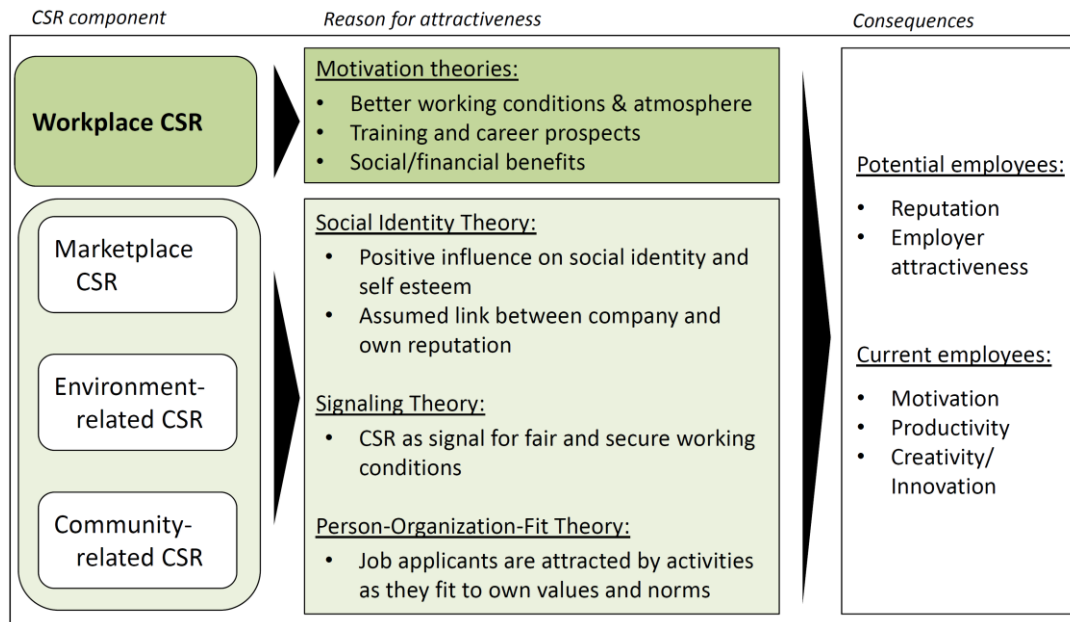 CSR component
Reason for attractiveness
Consequences
Workplace CSR
Motivation theories:
• Better working conditions & atmosphere
• Training and career prospects
• Social/financial benefits
Marketplace
CSR
Environment-
related CSR
Community-
related CSR
Social Identity Theory:
• Positive influence on social identity and
self esteem
• Assumed link between company and
own reputation
Signaling Theory:
• CSR as signal for fair and secure working
conditions
Person-Organization-Fit Theory:
• Job applicants are attracted by activities
as they fit to own values and norms
Potential employees:
• Reputation
• Employer
attractiveness
Current employees:
• Motivation
• Productivity
• Creativity/
Innovation